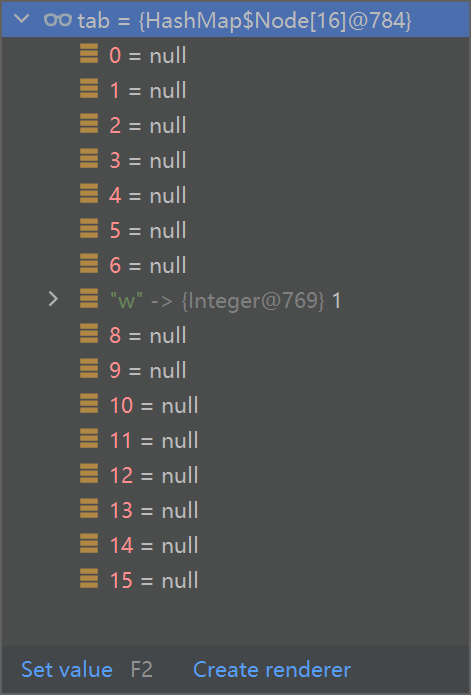 tab = {HashMap$Node[16]@784}
0 = null
1 = null
2 = null
3 = null
4 = null
5 = null
6 = null
"w" -> {Integer@769} 1
8 = null
9 = null
10 = null
11 = null
12 = null
13 = null
14 = null
15 = null
Set value F2 Create renderer